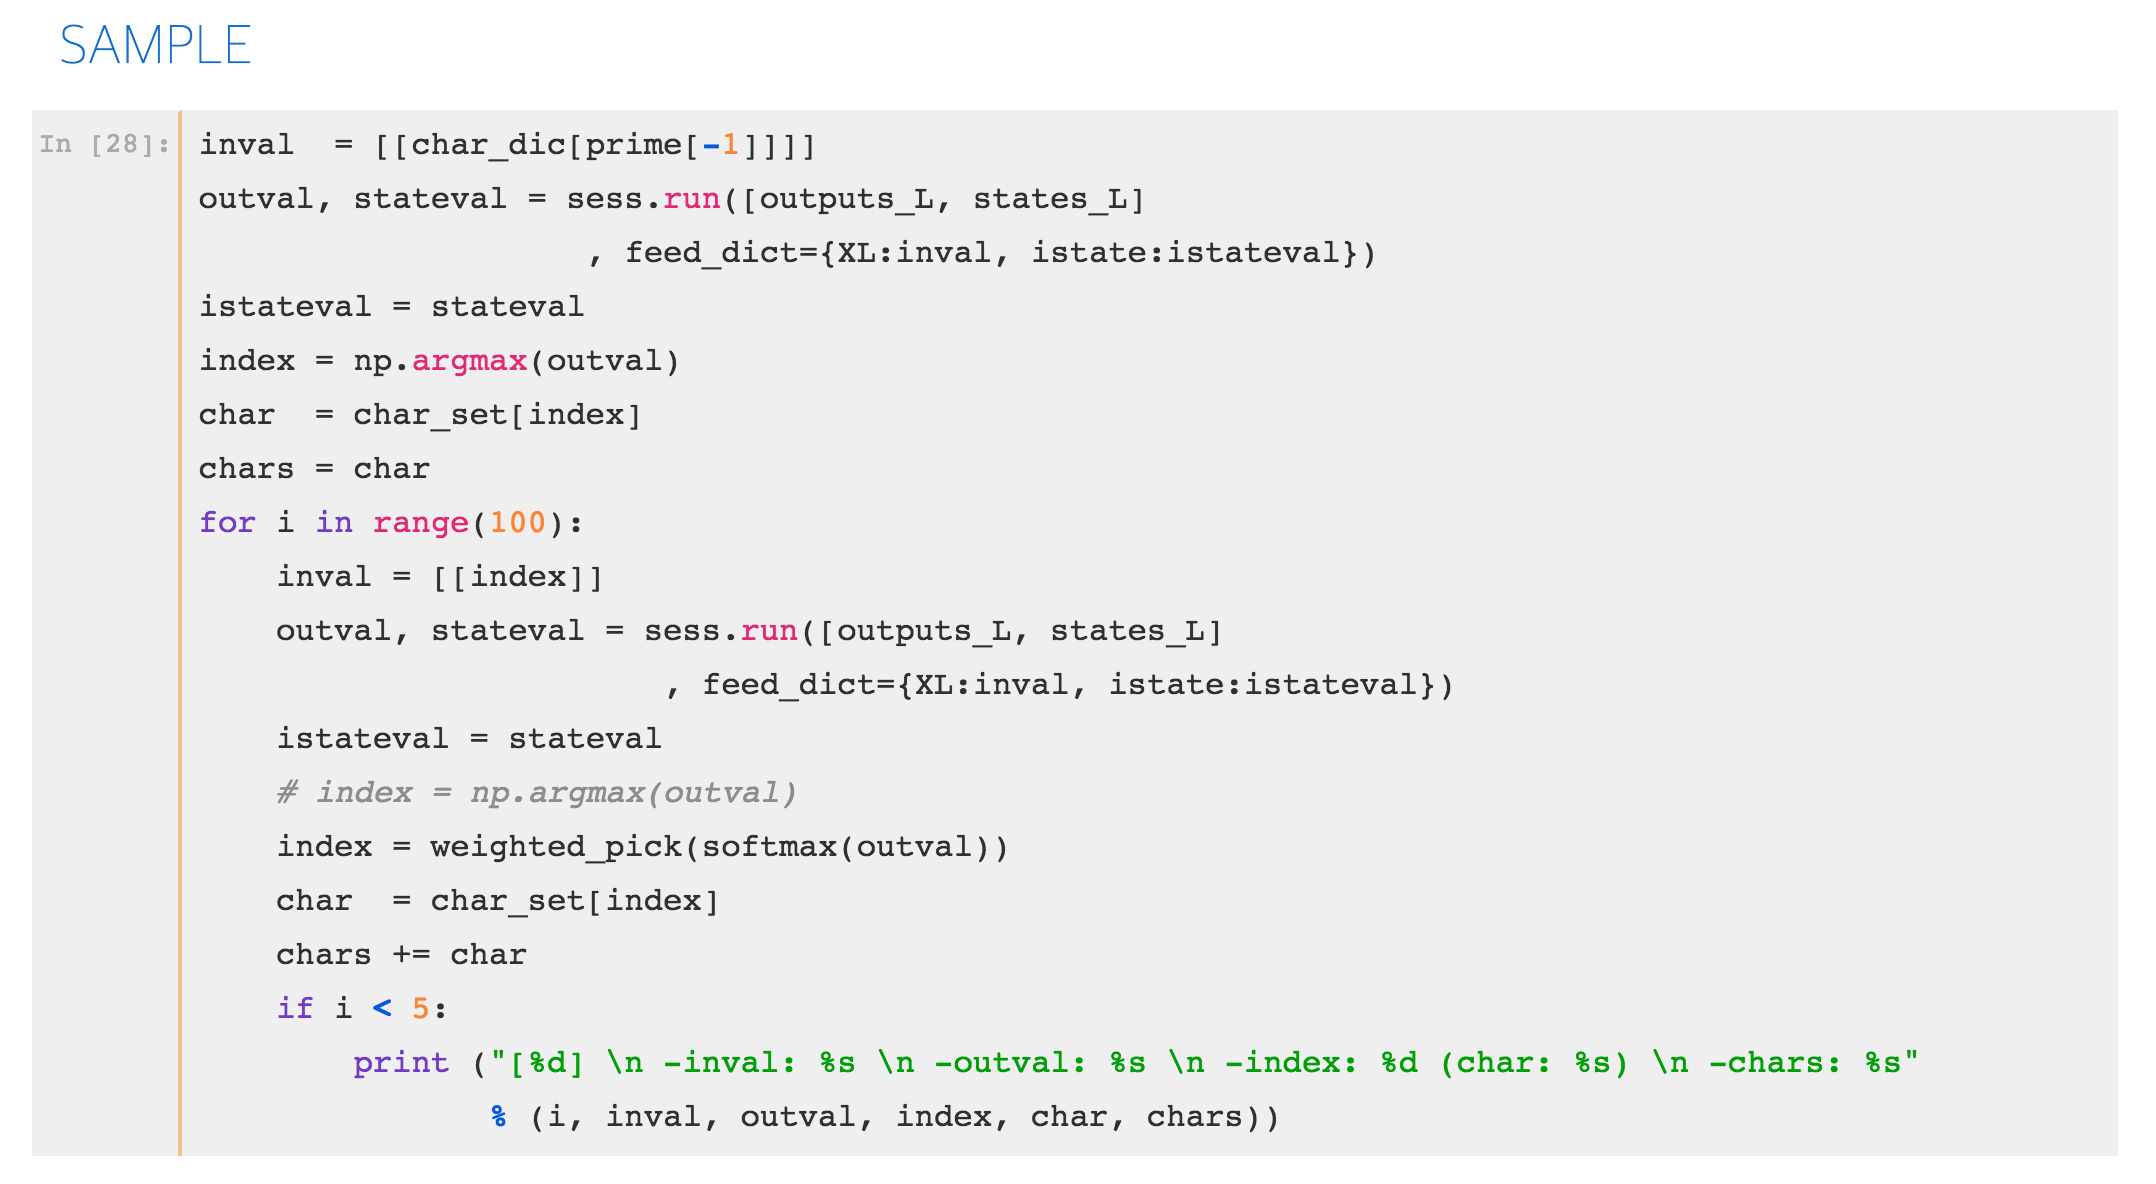 SAMPLE
In [28]:
inval  = [[char_dic[prime[-1]]]]
outval, stateval = sess.run([outputs_L, states_L]
                    , feed_dict={XL:inval, istate:istateval})
istateval = stateval
index = np.argmax(outval)
char  = char_set[index]
chars = char
for i in range(100):
    inval = [[index]]
    outval, stateval = sess.run([outputs_L, states_L]
                        , feed_dict={XL:inval, istate:istateval})
    istateval = stateval
    # index = np.argmax(outval)
    index = weighted_pick(softmax(outval))
    char  = char_set[index]
    chars += char
    if i < 5:
        print ("[%d] \n -inval: %s \n -outval: %s \n -index: %d (char: %s) \n -chars: %s"
               % (i, inval, outval, index, char, chars))